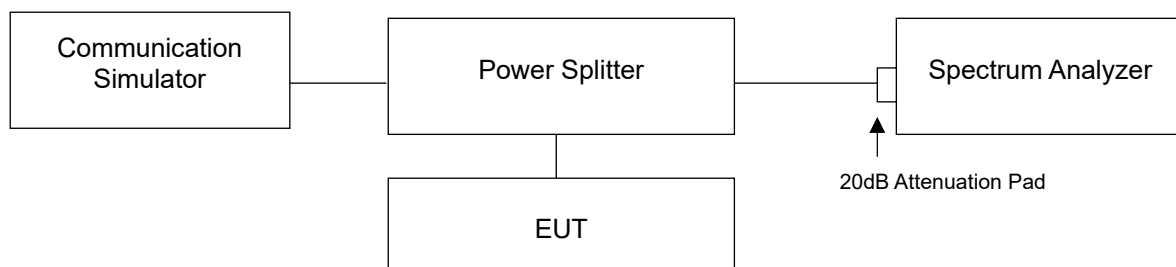 Communication
Simulator
Power Splitter
Spectrum Analyzer
20dB Attenuation Pad
EUT